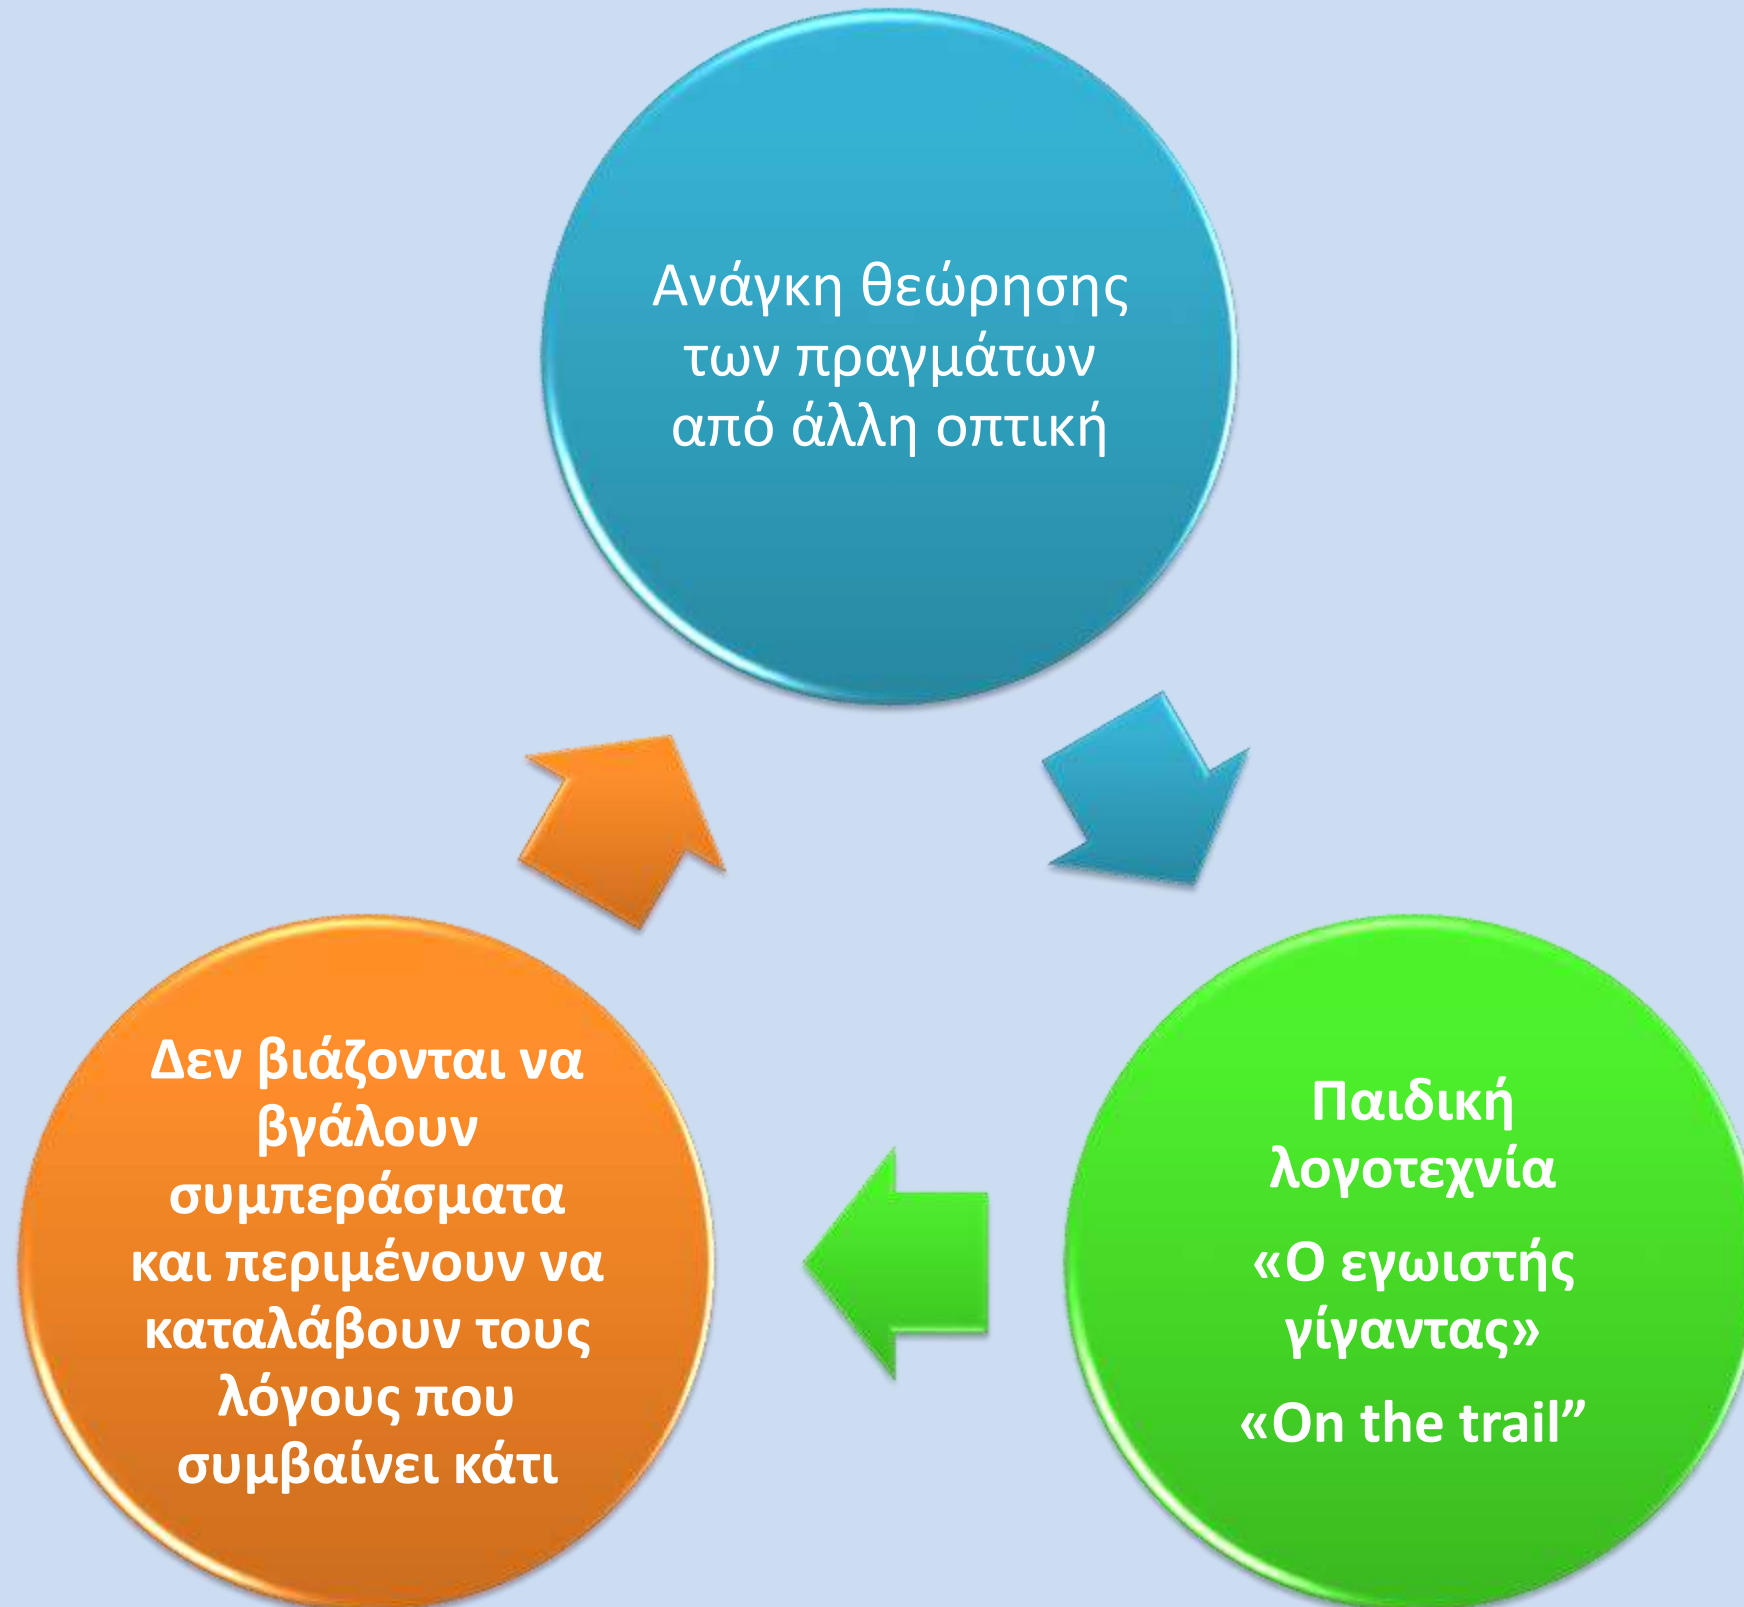 Ανάγκη θεώρησης
των πραγμάτων
από άλλη οπτική
Παιδική
λογοτεχνία
«Ο εγωιστής
γίγαντας»
«On the trail”
Δεν βιάζονται να
βγάλουν
συμπεράσματα
και περιμένουν να
καταλάβουν τους
λόγους που
συμβαίνει κάτι